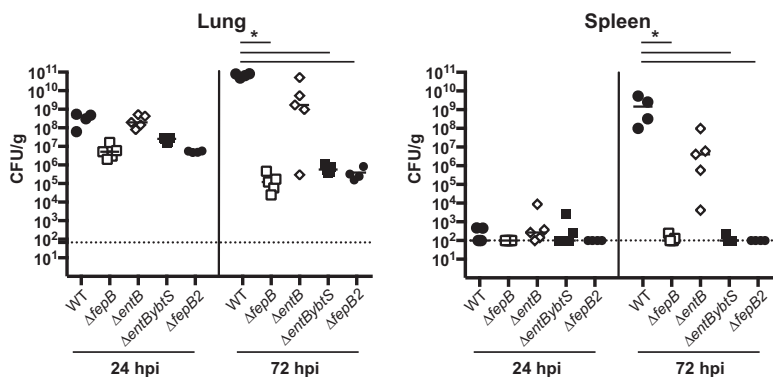 Lung
*
CFU/g
10¹¹
10¹⁰
10⁹
10⁸
10⁷
10⁶
10⁵
10⁴
10³
10²
10¹
WT
ΔfepB
ΔentB
ΔentBybtS
ΔfepB2
WT
ΔfepB
ΔentB
ΔentBybtS
ΔfepB2
24 hpi
72 hpi
Spleen
*
CFU/g
10¹¹
10¹⁰
10⁹
10⁸
10⁷
10⁶
10⁵
10⁴
10³
10²
10¹
WT
ΔfepB
ΔentB
ΔentBybtS
ΔfepB2
WT
ΔfepB
ΔentB
ΔentBybtS
ΔfepB2
24 hpi
72 hpi